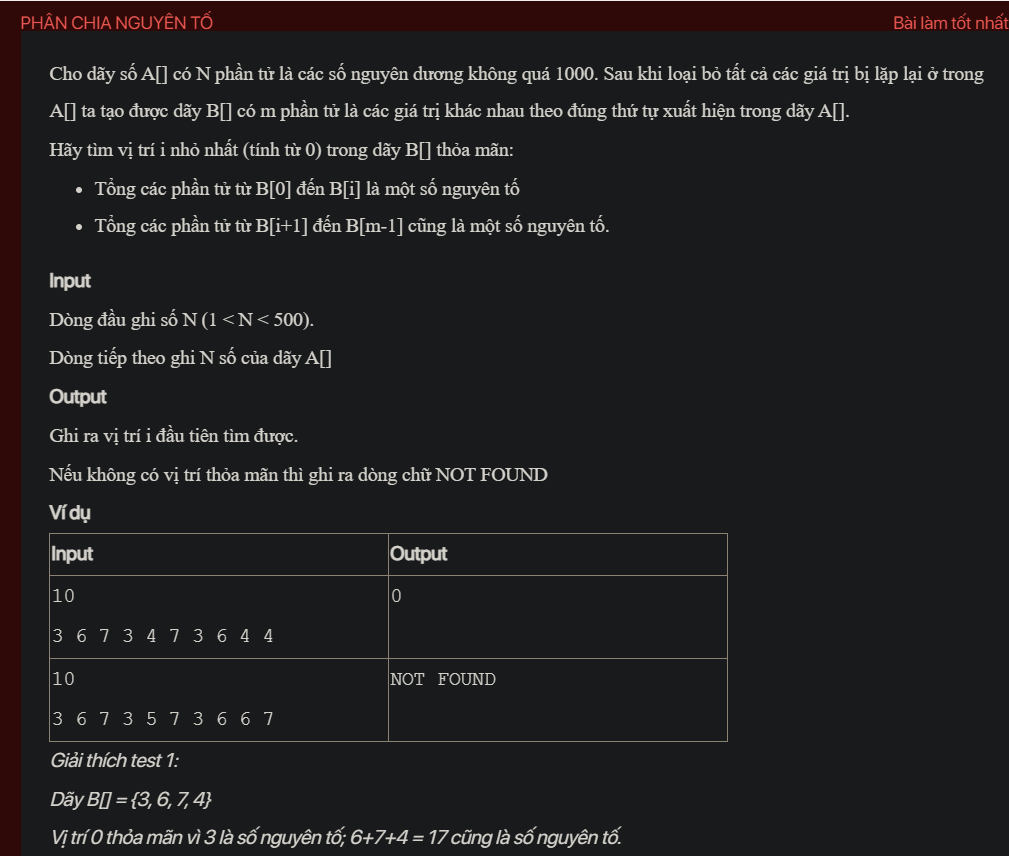 PHÂN CHIA NGUYÊN TỐ
Bài làm tốt nhất
Cho dãy số A[] có N phần tử là các số nguyên dương không quá 1000. Sau khi loại bỏ tất cả các giá trị bị lặp lại ở trong
A[] ta tạo được dãy B[] có m phần tử là các giá trị khác nhau theo đúng thứ tự xuất hiện trong dãy A[].
Hãy tìm vị trí i nhỏ nhất (tính từ 0) trong dãy B[] thỏa mãn:
• Tổng các phần tử từ B[0] đến B[i] là một số nguyên tố
• Tổng các phần tử từ B[i+1] đến B[m-1] cũng là một số nguyên tố.
Input
Dòng đầu ghi số N (1 < N < 500).
Dòng tiếp theo ghi N số của dãy A[]
Output
Ghi ra vị trí i đầu tiên tìm được.
Nếu không có vị trí thỏa mãn thì ghi ra dòng chữ NOT FOUND
Ví dụ
Input Output
10 0
3 6 7 3 4 7 3 6 4 4
10 NOT FOUND
3 6 7 3 5 7 3 6 6 7
Giải thích test 1:
Dãy B[] = {3, 6, 7, 4}
Vị trí 0 thỏa mãn vì 3 là số nguyên tố; 6+7+4 = 17 cũng là số nguyên tố.